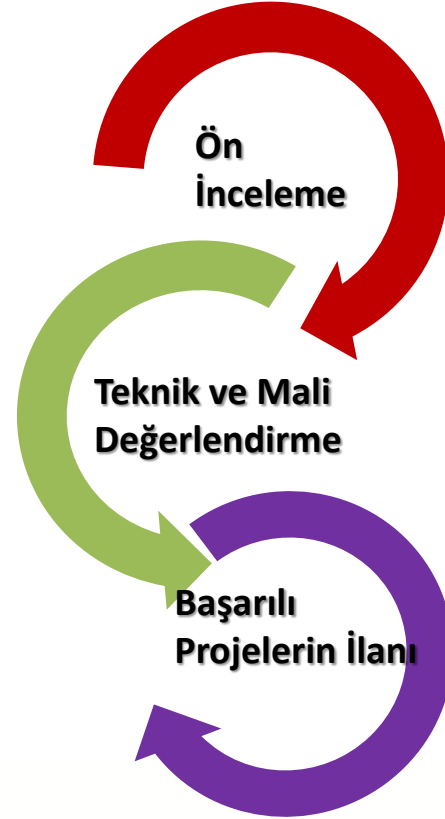 Ön
İnceleme
Teknik ve Mali
Değerlendirme
Başarılı
Projelerin İlanı